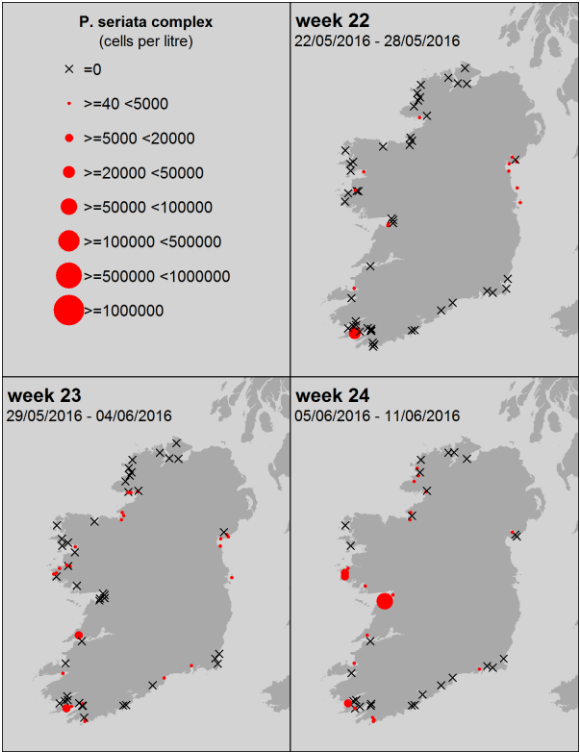 P. seriata complex
(cells per litre)
=0
>=40 <5000
>=5000 <20000
>=20000 <50000
>=50000 <100000
>=100000 <500000
>=500000 <1000000
>=1000000
week 22
22/05/2016 - 28/05/2016
week 23
29/05/2016 - 04/06/2016
week 24
05/06/2016 - 11/06/2016